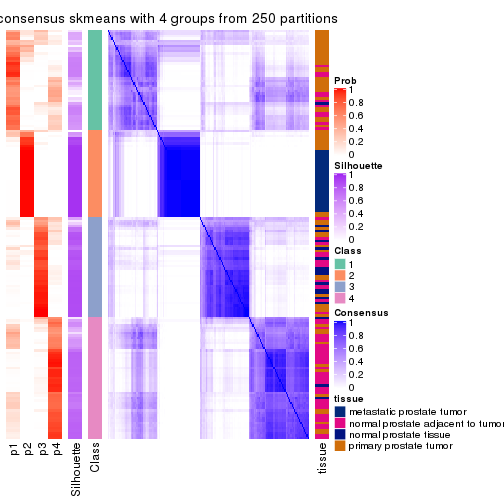 consensus skmeans with 4 groups from 250 partitions
Prob
1
0.8
0.6
0.4
0.2
0
Silhouette
1
0.8
0.6
0.4
0.2
0
Class
1
2
3
4
Consensus
1
0.8
0.6
0.4
0.2
0
tissue
metastatic prostate tumor
normal prostate adjacent to tumor
normal prostate tissue
primary prostate tumor
p1
p2
p3
p4
Silhouette
Class
tissue